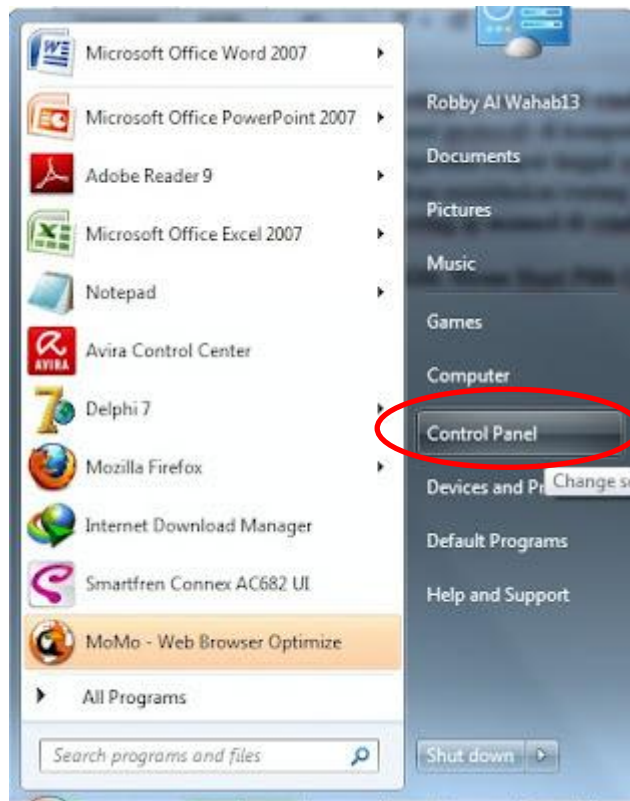 Microsoft Office Word 2007
Microsoft Office PowerPoint 2007
Adobe Reader 9
Microsoft Office Excel 2007
Notepad
AVIRA
Avira Control Center
Delphi 7
Mozilla Firefox
Internet Download Manager
Smartfren Connex AC682 UI
MoMo - Web Browser Optimize
All Programs
Search programs and files
Robby Al Wahab13
Documents
Pictures
Music
Games
Computer
Control Panel
Devices and Pr
Change se
Default Programs
Help and Support
Shut down